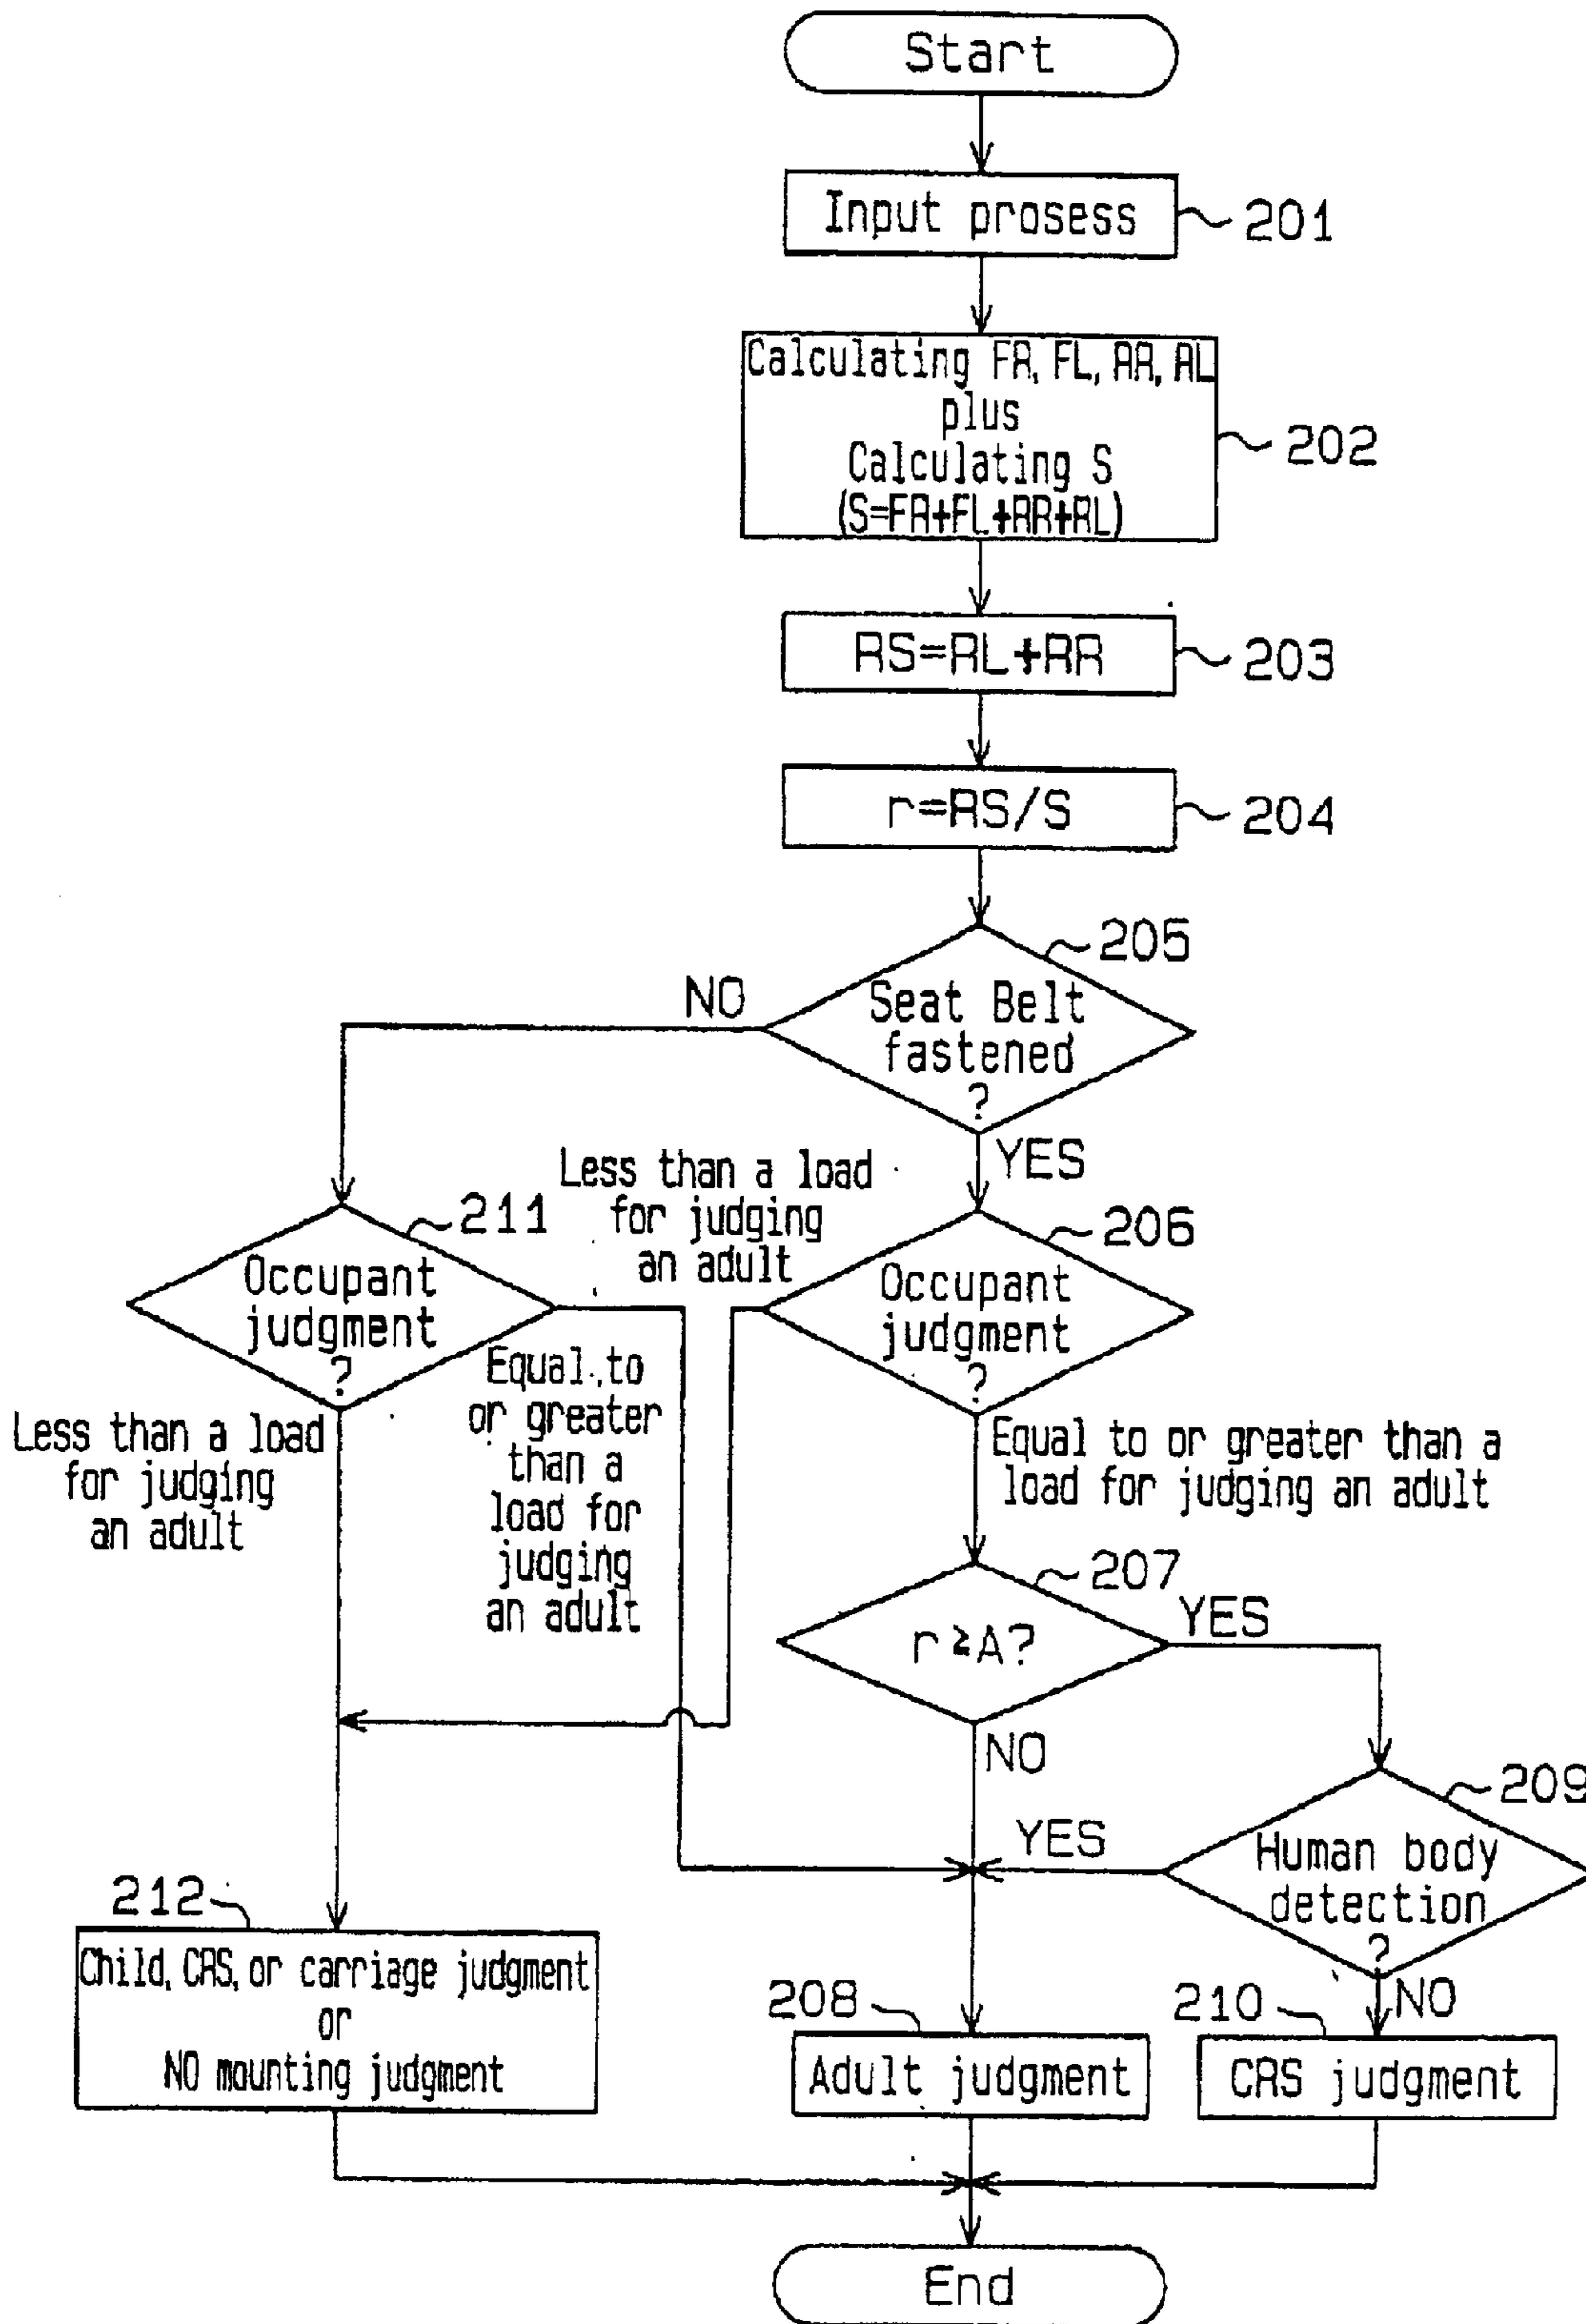 Start
Input prosess
201
Calculating FR, FL, RR, RL
plus
Calculating S
(S=FR+FL+RR+RL)
202
RS=RL+RR
203
r=RS/S
204
205
Seat Belt
fastened
?
NO
YES
Less than a load
for judging
an adult
211
Occupant
judgment
?
206
Occupant
judgment
?
Less than a load
for judging
an adult
Equal to
or greater
than a
load for
judging
an adult
Equal to or greater than a
load for judging an adult
207
r≧A?
YES
NO
209
Human body
detection
?
YES
NO
212
Child, CRS, or carriage judgment
or
NO mounting judgment
208
Adult judgment
210
CRS judgment
End